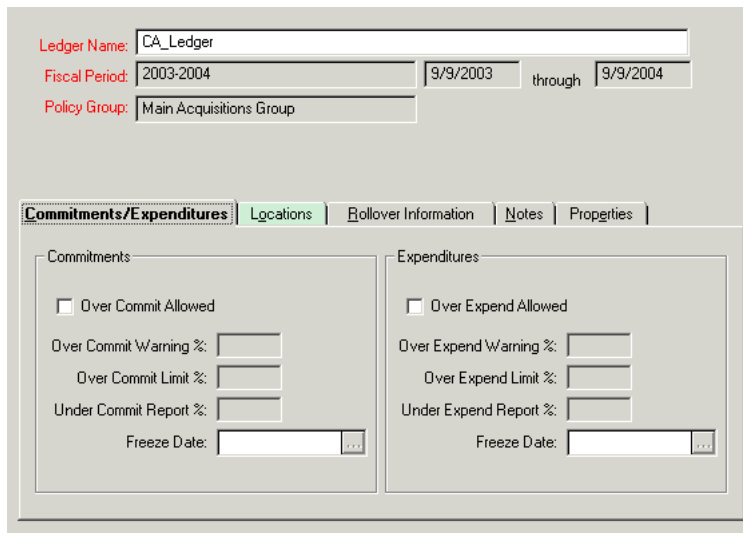 Ledger Name: CA_Ledger
Fiscal Period: 2003-2004 9/9/2003 through 9/9/2004
Policy Group: Main Acquisitions Group
Commitments/Expenditures Locations Rollover Information Notes Properties
Commitments Expenditures
Over Commit Allowed Over Expend Allowed
Over Commit Warning %: Over Expend Warning %:
Over Commit Limit %: Over Expend Limit %:
Under Commit Report %: Under Expend Report %:
Freeze Date: ... Freeze Date: ...